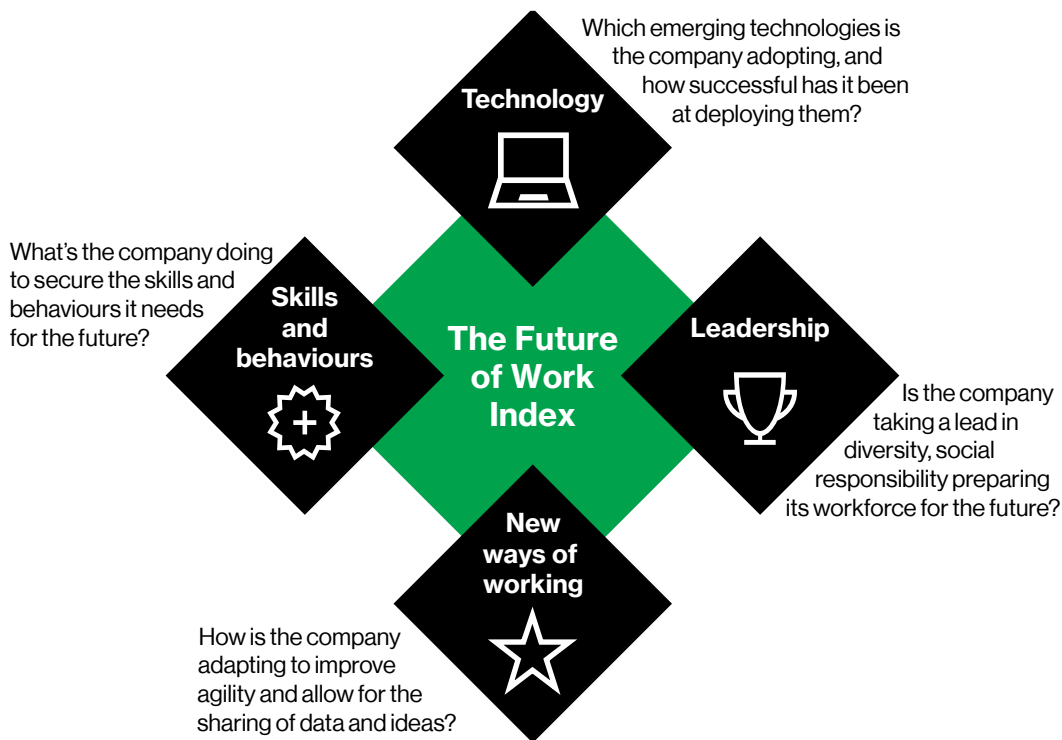 Which emerging technologies is
the company adopting, and
how successful has it been
at deploying them?
Technology
What’s the company doing
to secure the skills and
behaviours it needs
for the future?
Skills
and
behaviours
The Future
of Work
Index
Leadership
Is the company
taking a lead in
diversity, social
responsibility preparing
its workforce for the future?
New
ways of
working
How is the company
adapting to improve
agility and allow for the
sharing of data and ideas?